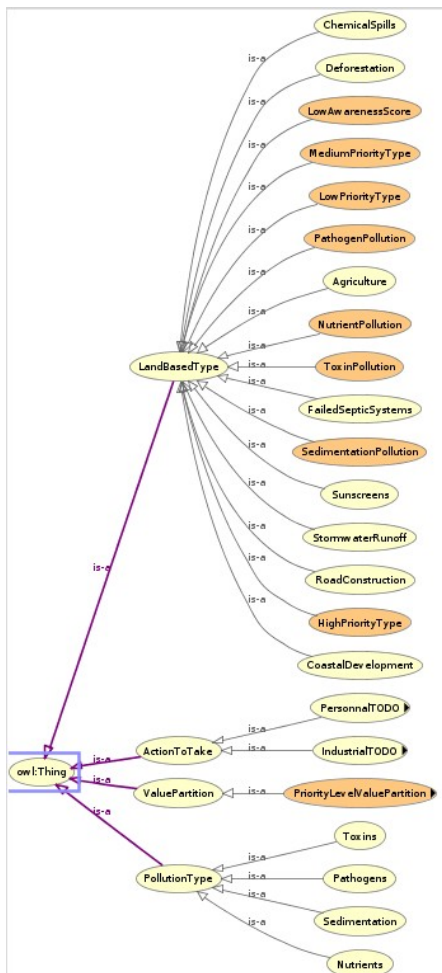 ChemicalSpills
is-a
Deforestation
is-a
LowAwarenessScore
is-a
MediumPriorityType
is-a
LowPriorityType
is-a
PathogenPollution
is-a
Agriculture
is-a
NutrientPollution
is-a
LandBasedType
is-a
ToxinPollution
is-a
FailedSepticSystems
is-a
SedimentationPollution
is-a
Sunscreens
is-a
StormwaterRunoff
is-a
RoadConstruction
is-a
HighPriorityType
is-a
CoastalDevelopment
is-a
PersonnalTODO
is-a
ActionToTake
is-a
IndustrialTODO
is-a
owl:Thing
is-a
ValuePartition
is-a
PriorityLevelValuePartition
is-a
Toxins
is-a
PollutionType
is-a
Pathogens
is-a
Sedimentation
is-a
Nutrients